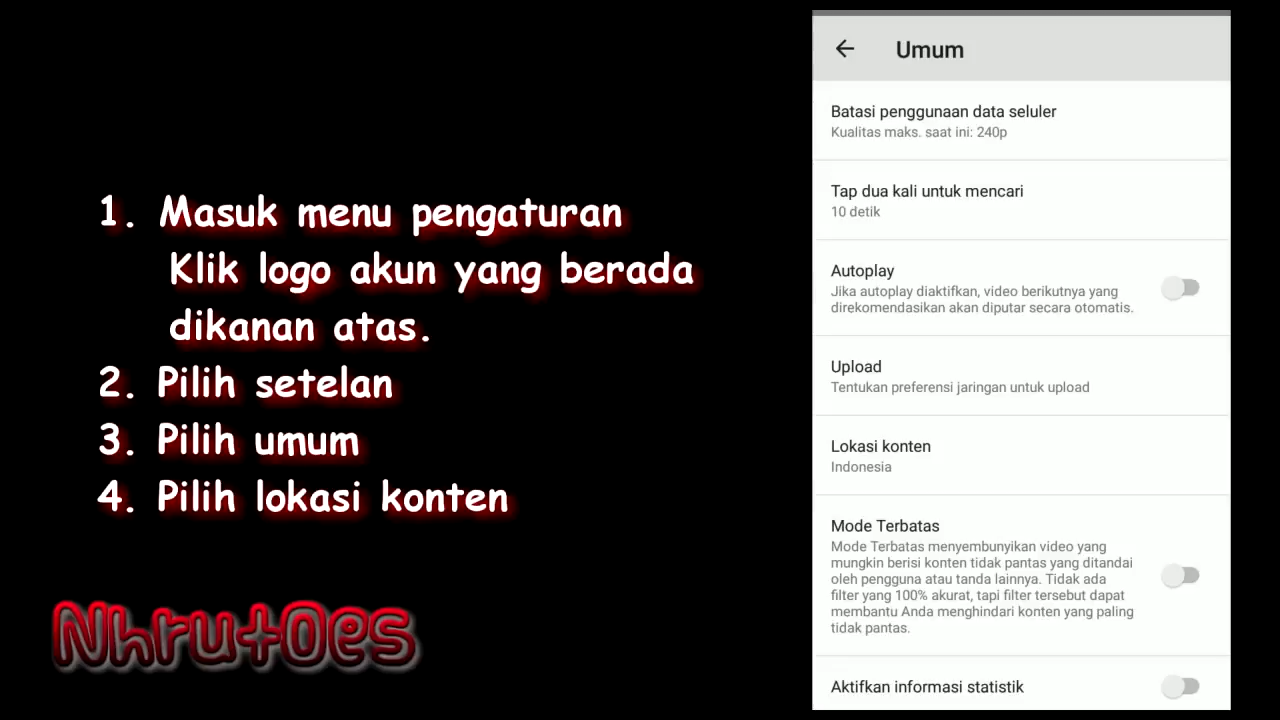 1. Masuk menu pengaturan
Klik logo akun yang berada
dikanan atas.
2. Pilih setelan
3. Pilih umum
4. Pilih lokasi konten
Nhrut0es
Umum
Batasi penggunaan data seluler
Kualitas maks. saat ini: 240p
Tap dua kali untuk mencari
10 detik
Autoplay
Jika autoplay diaktifkan, video berikutnya yang
direkomendasikan akan diputar secara otomatis.
Upload
Tentukan preferensi jaringan untuk upload
Lokasi konten
Indonesia
Mode Terbatas
Mode Terbatas menyembunyikan video yang
mungkin berisi konten tidak pantas yang ditandai
oleh pengguna atau tanda lainnya. Tidak ada
filter yang 100% akurat, tapi filter tersebut dapat
membantu Anda menghindari konten yang paling
tidak pantas.
Aktifkan informasi statistik